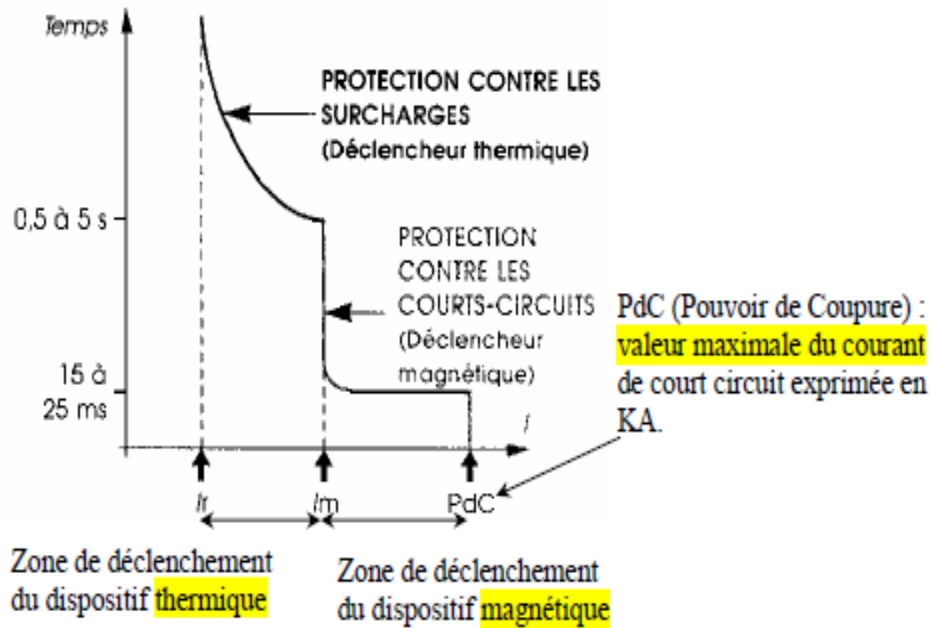 Temps
PROTECTION CONTRE LES
SURCHARGES
(Déclencheur thermique)
0,5 à 5 s
PROTECTION
CONTRE LES
COURTS-CIRCUITS
(Déclencheur
magnétique)
PdC (Pouvoir de Coupure) :
valeur maximale du courant
de court circuit exprimée en
KA.
15 à
25 ms
I
Ir
Im
PdC
Zone de déclenchement
du dispositif thermique
Zone de déclenchement
du dispositif magnétique